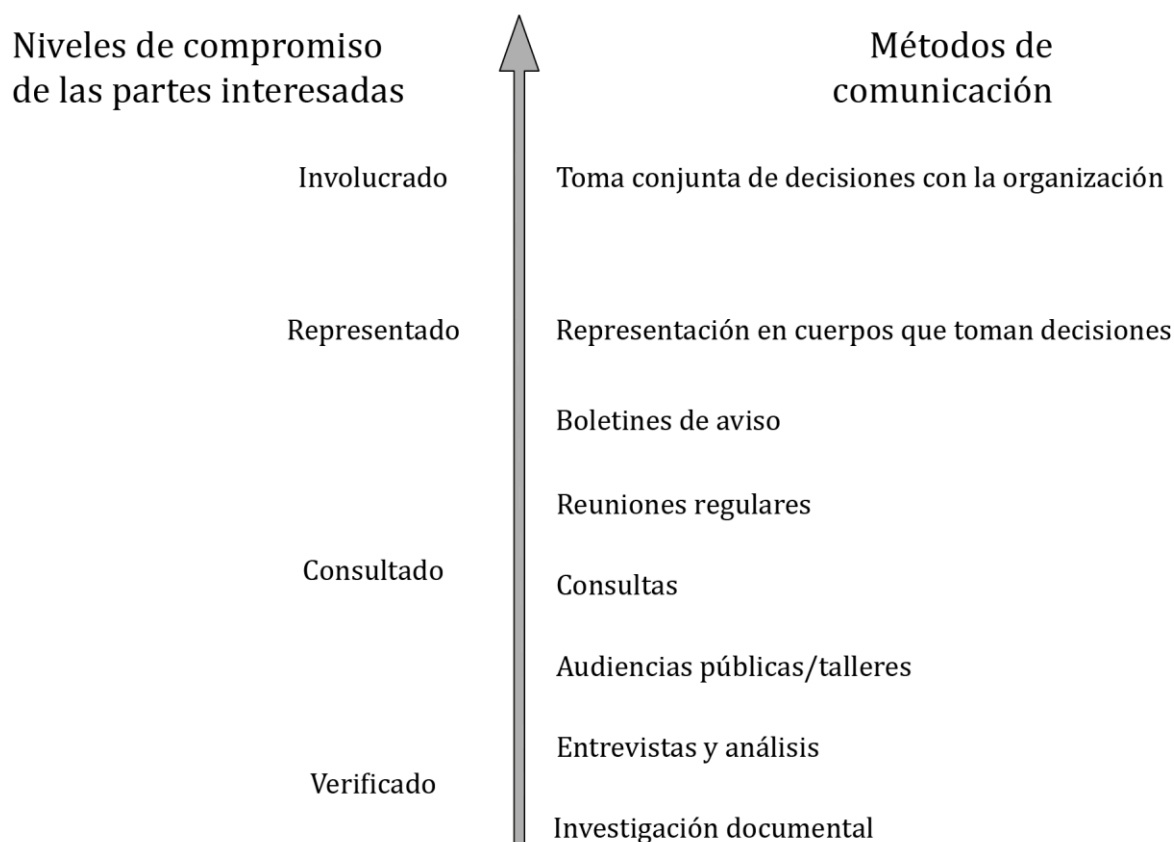 Niveles de compromiso
de las partes interesadas
Métodos de
comunicación
Involucrado
Toma conjunta de decisiones con la organización
Representado
Representación en cuerpos que toman decisiones
Boletines de aviso
Reuniones regulares
Consultado
Consultas
Audiencias públicas/talleres
Entrevistas y análisis
Verificado
Investigación documental